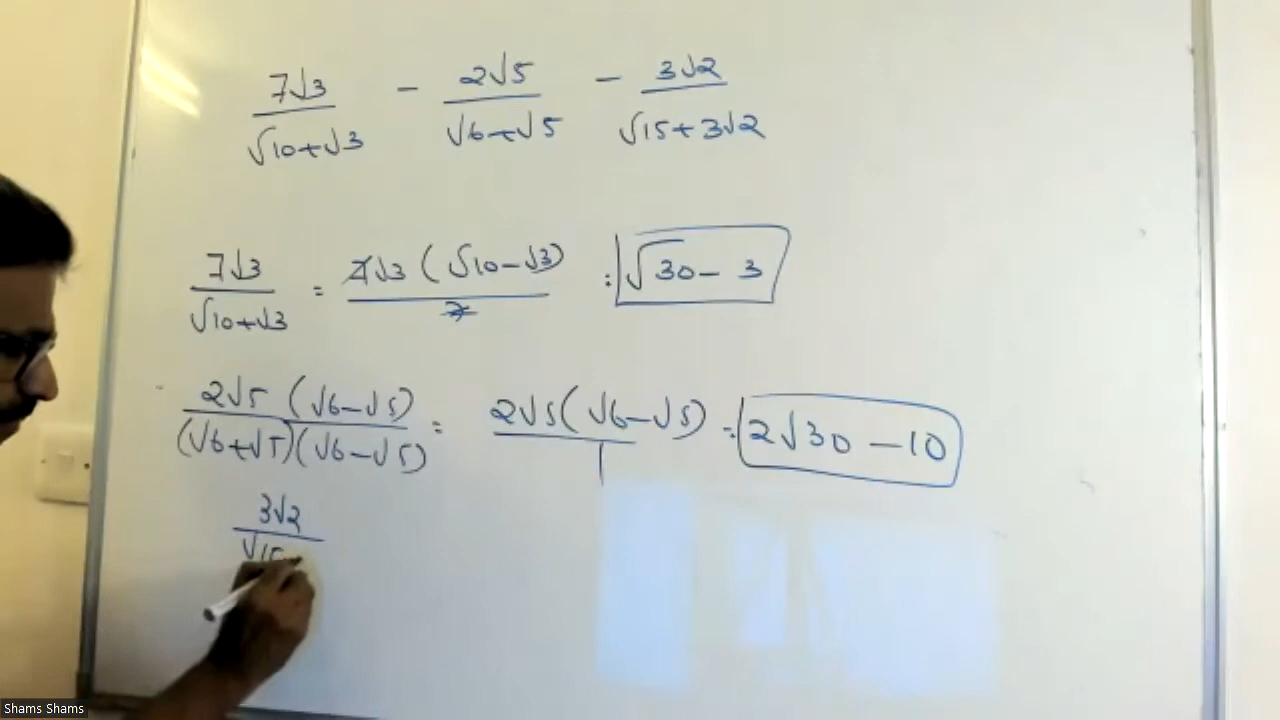 7√3/√10+√3 - 2√5/√6+√5 - 3√2/√15+3√2
7√3/√10+√3 = 7√3(√10-√3)/7 = √30 - 3
2√5(√6-√5)/(√6+√5)(√6-√5) = 2√5(√6-√5)/1 = 2√30 - 10
3√2/√15
Shams Shams